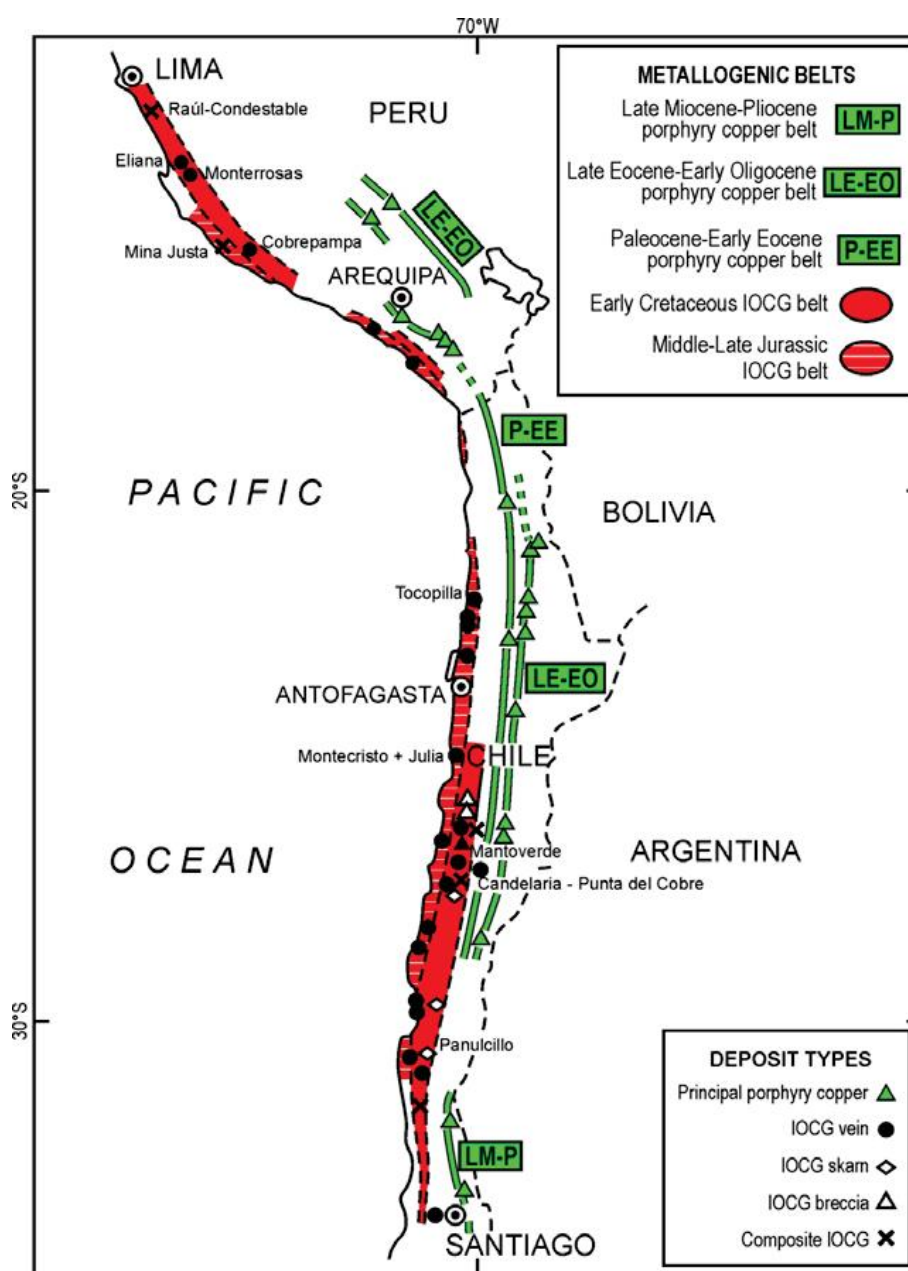 70°W
LIMA
Raúl-Condestable
PERU
Eliana
Monterrosas
LE-EO
Mina Justa
Cobrepampa
AREQUIPA
METALLOGENIC BELTS
Late Miocene-Pliocene
porphyry copper belt
LM-P
Late Eocene-Early Oligocene
porphyry copper belt
LE-EO
Paleocene-Early Eocene
porphyry copper belt
P-EE
Early Cretaceous IOCG belt
Middle-Late Jurassic
IOCG belt
P-EE
20°S
PACIFIC
BOLIVIA
Tocopilla
LE-EO
ANTOFAGASTA
Montecristo + Julia
CHILE
OCEAN
Mantoverde
ARGENTINA
Candelaria - Punta del Cobre
30°S
Panulcillo
LM-P
SANTIAGO
DEPOSIT TYPES
Principal porphyry copper
IOCG vein
IOCG skarn
IOCG breccia
Composite IOCG